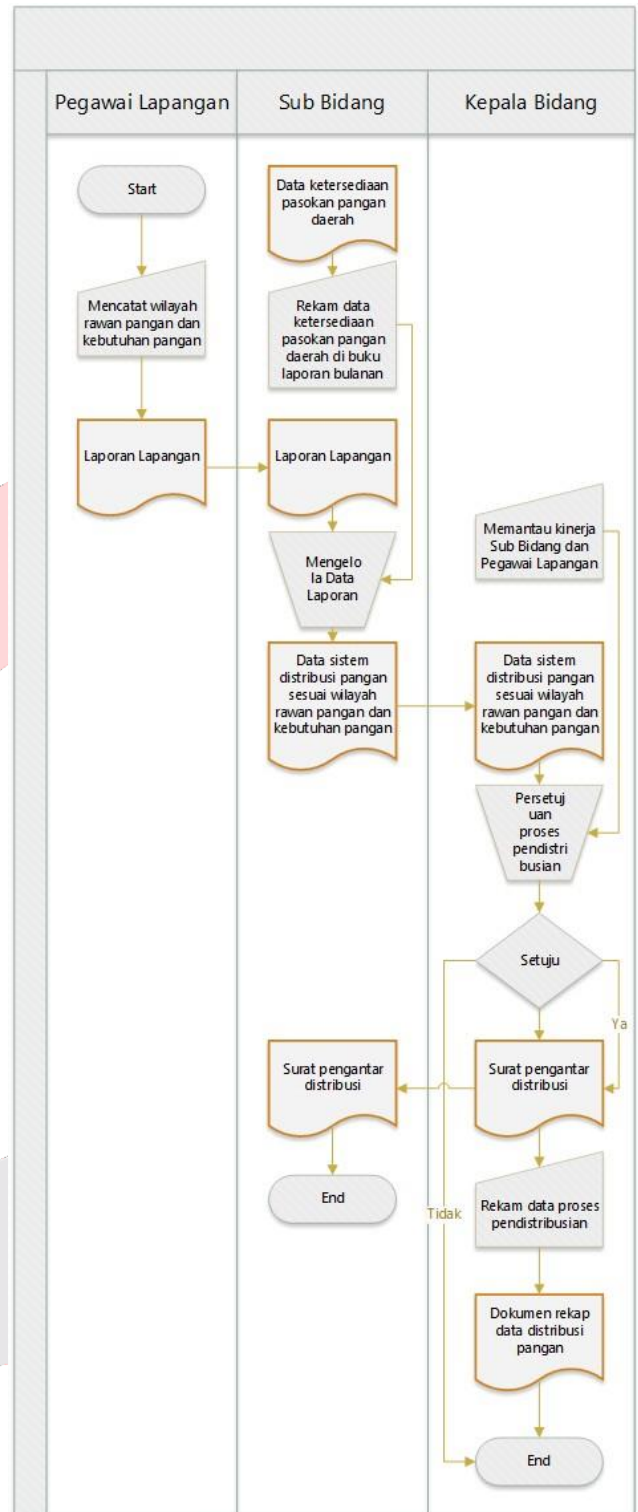 Pegawai Lapangan
Sub Bidang
Kepala Bidang
Start
Data ketersediaan
pasokan pangan
daerah
Mencatat wilayah
rawan pangan dan
kebutuhan pangan
Rekam data
ketersediaan
pasokan pangan
daerah di buku
laporan bulanan
Laporan Lapangan
Laporan Lapangan
Memantau kinerja
Sub Bidang dan
Pegawai Lapangan
Mengelo
la Data
Laporan
Data sistem
distribusi pangan
sesuai wilayah
rawan pangan dan
kebutuhan pangan
Data sistem
distribusi pangan
sesuai wilayah
rawan pangan dan
kebutuhan pangan
Persetuj
uan
proses
pendistri
busian
Setuju
Ya
Surat pengantar
distribusi
Surat pengantar
distribusi
End
Tidak
Rekam data proses
pendistribusian
Dokumen rekap
data distribusi
pangan
End